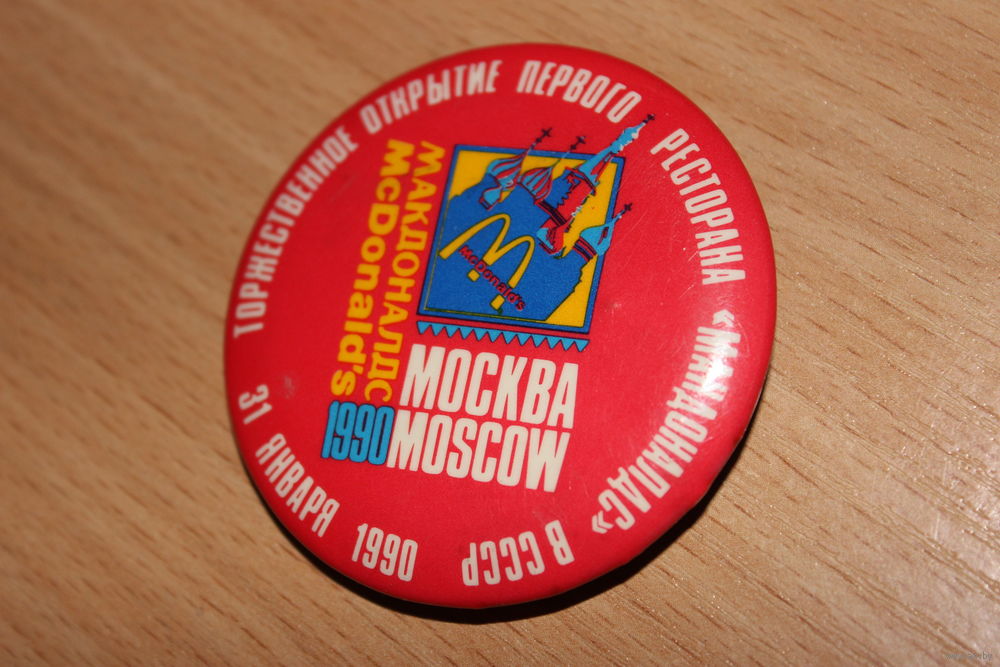 ТОРЖЕСТВЕННОЕ ОТКРЫТИЕ ПЕРВОГО РЕСТОРАНА «МАКДОНАЛДС» В СССР
31 ЯНВАРЯ 1990
МАКДОНАЛДС
McDonald's
McDonald's
МОСКВА
1990 MOSCOW